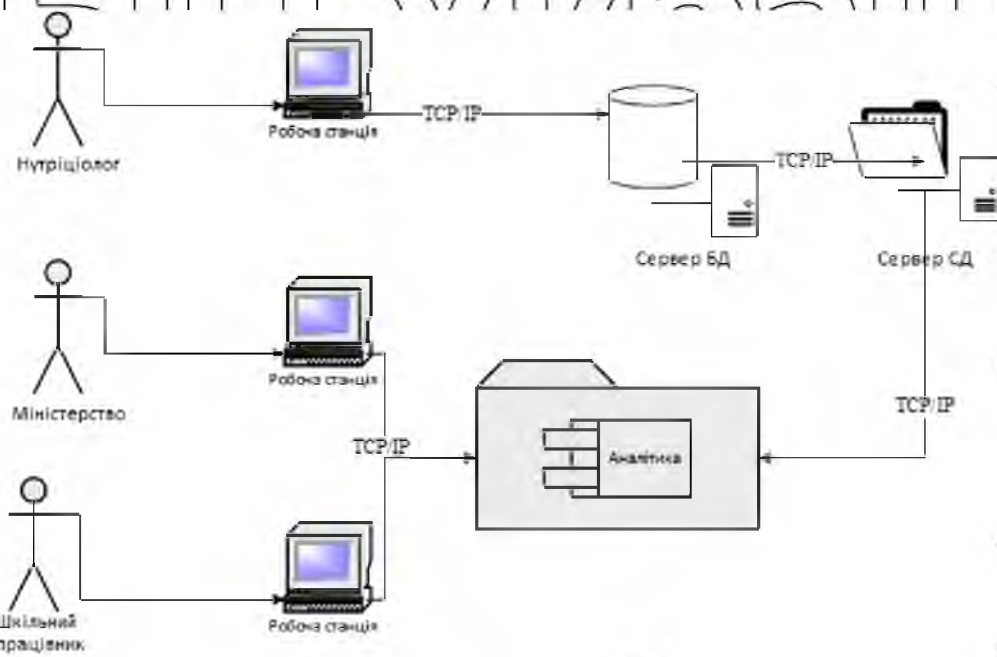 TCP/IP
Робоча станція
Нутріціолог
TCP/IP
Сервер БД
Сервер СД
Робоча станція
Міністерство
TCP/IP
TCP/IP
Аналітика
Шкільний
працівник
Робоча станція